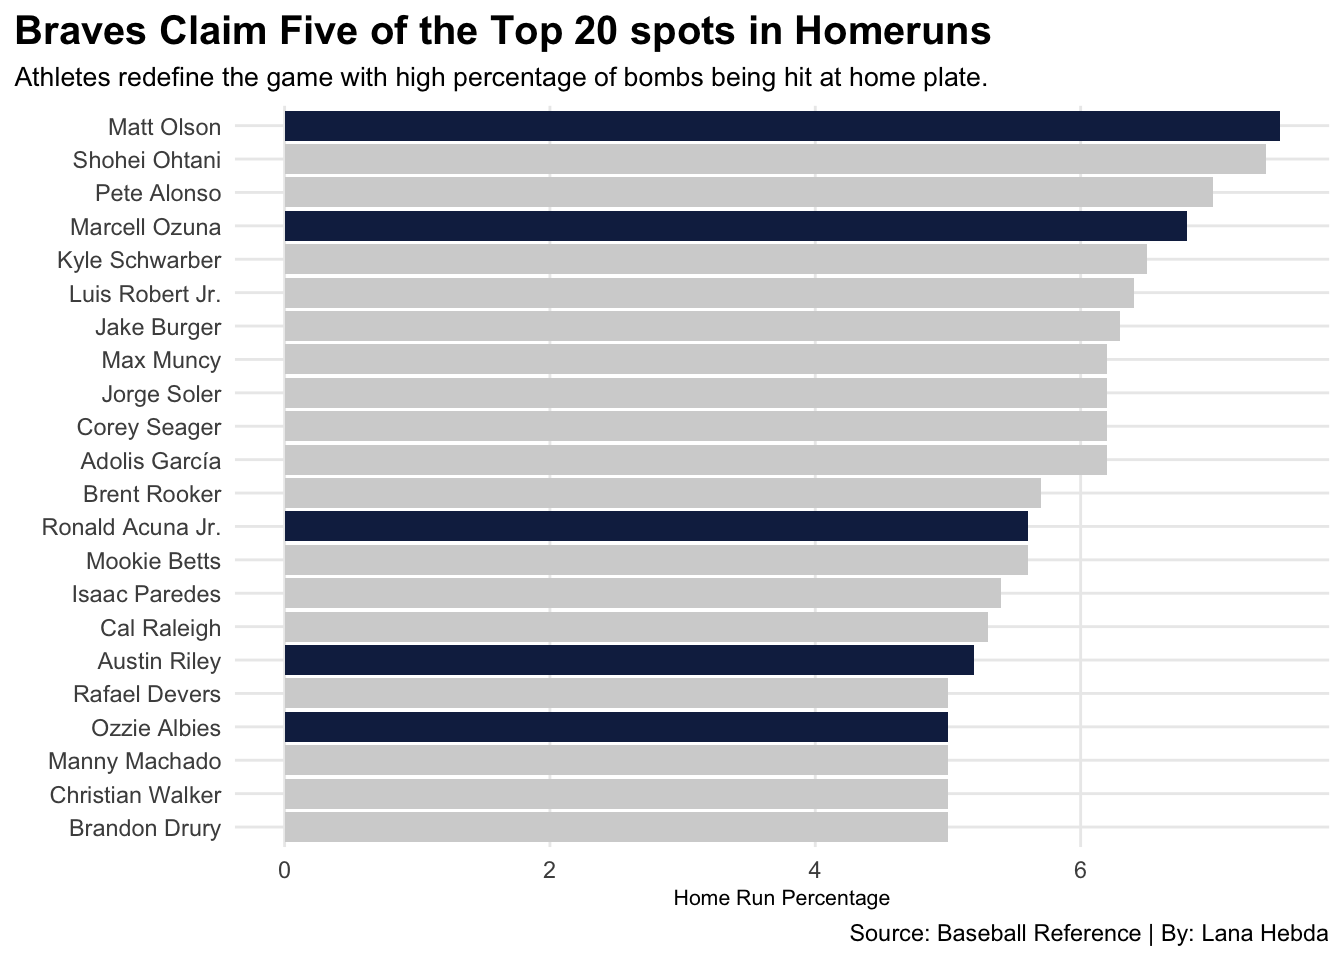 Braves Claim Five of the Top 20 spots in Homeruns
Athletes redefine the game with high percentage of bombs being hit at home plate.
Matt Olson
Shohei Ohtani
Pete Alonso
Marcell Ozuna
Kyle Schwarber
Luis Robert Jr.
Jake Burger
Max Muncy
Jorge Soler
Corey Seager
Adolis García
Brent Rooker
Ronald Acuna Jr.
Mookie Betts
Isaac Paredes
Cal Raleigh
Austin Riley
Rafael Devers
Ozzie Albies
Manny Machado
Christian Walker
Brandon Drury
0 2 4 6
Home Run Percentage
Source: Baseball Reference | By: Lana Hebda